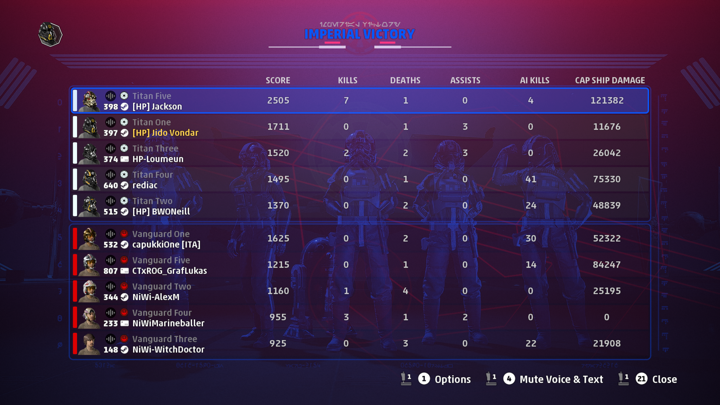 IMPERIAL VICTORY
SCORE KILLS DEATHS ASSISTS AI KILLS CAP SHIP DAMAGE
Titan Five
398 [HP] Jackson 2505 7 1 0 4 121382
Titan One
397 [HP] Jido Vondar 1711 0 1 3 0 11676
Titan Three
374 HP-Loumeun 1520 2 2 3 0 26042
Titan Four
640 rediac 1495 0 1 0 41 75330
Titan Two
515 [HP] BWONeill 1370 0 2 0 24 48839
Vanguard One
532 capukkiOne [ITA] 1625 0 2 0 30 52322
Vanguard Five
807 CTxROG_GrafLukas 1215 0 1 0 14 84247
Vanguard Two
344 NiWi-AlexM 1160 1 4 0 0 25195
Vanguard Four
233 NiWiMarineballer 955 3 1 2 0 0
Vanguard Three
148 NiWi-WitchDoctor 925 0 3 0 22 21908
1 1 Options 1 4 Mute Voice & Text 1 21 Close